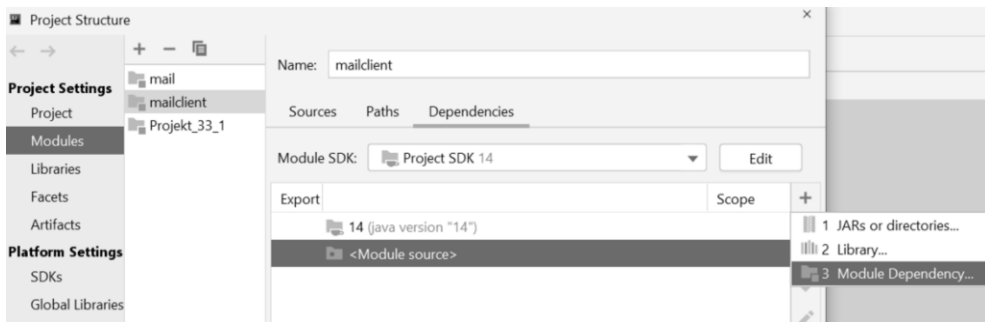 Project Structure
Project Settings
Project
Modules
Libraries
Facets
Artifacts
Platform Settings
SDKs
Global Libraries
mail
mailclient
Projekt_33_1
Name: mailclient
Sources Paths Dependencies
Module SDK: Project SDK 14 Edit
Export Scope
14 (java version "14")
<Module source>
1 JARs or directories...
2 Library...
3 Module Dependency...